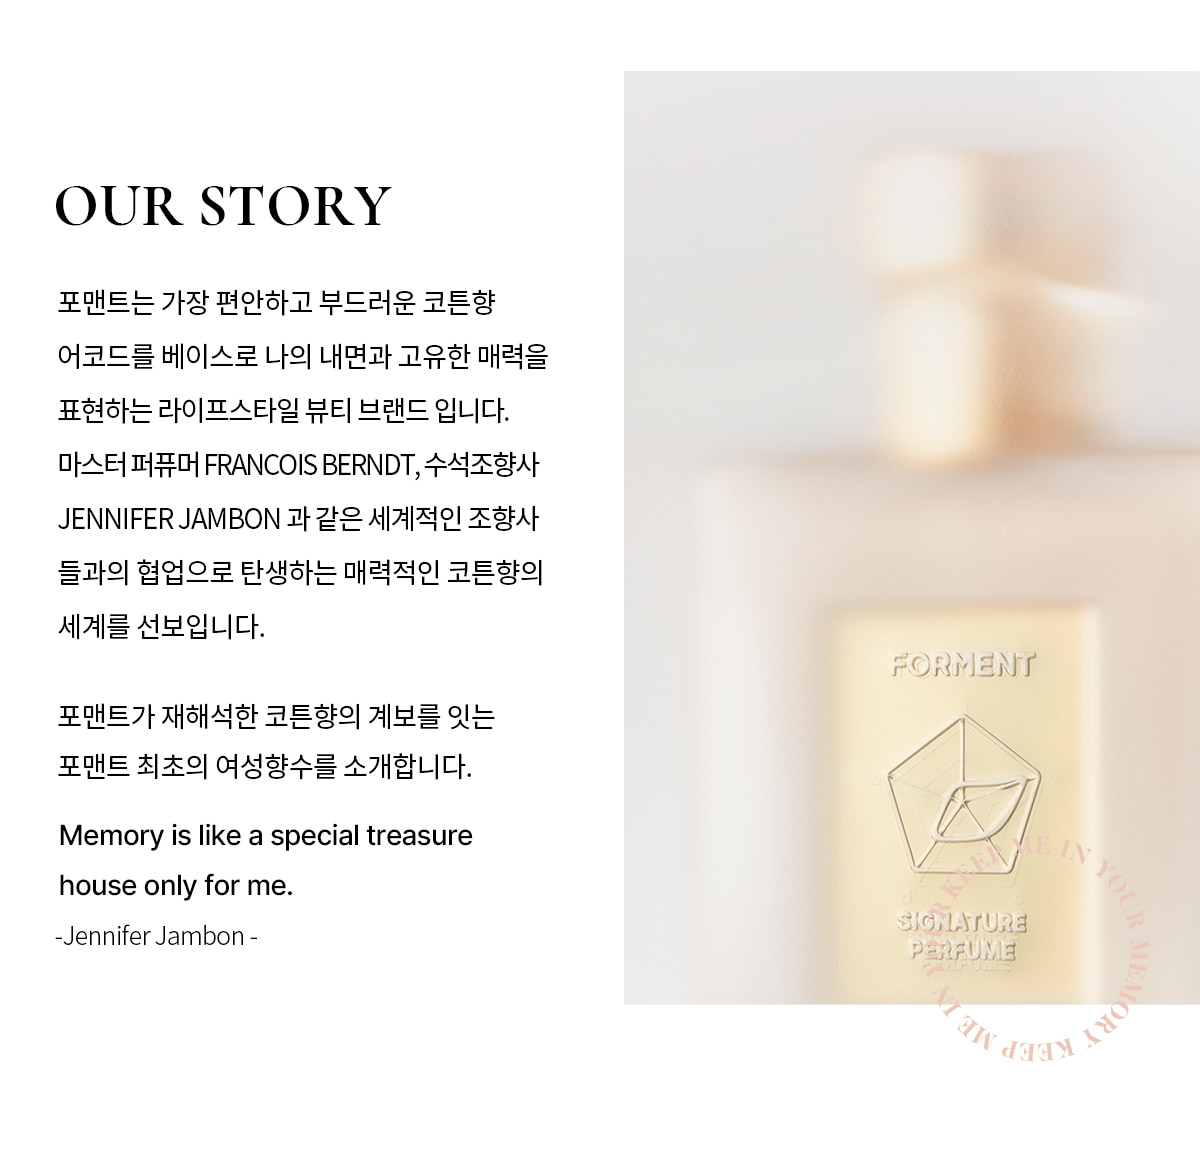 OUR STORY
포맨트는 가장 편안하고 부드러운 코튼향
어코드를 베이스로 나의 내면과 고유한 매력을
표현하는 라이프스타일 뷰티 브랜드 입니다.
마스터 퍼퓨머 FRANCOIS BERNDT, 수석조향사
JENNIFER JAMBON 과 같은 세계적인 조향사
들과의 협업으로 탄생하는 매력적인 코튼향의
세계를 선보입니다.
포맨트가 재해석한 코튼향의 계보를 잇는
포맨트 최초의 여성향수를 소개합니다.
Memory is like a special treasure
house only for me.
-Jennifer Jambon -
FORMENT
SIGNATURE
PERFUME
KEEP ME IN YOUR MEMORY KEEP ME IN YOUR